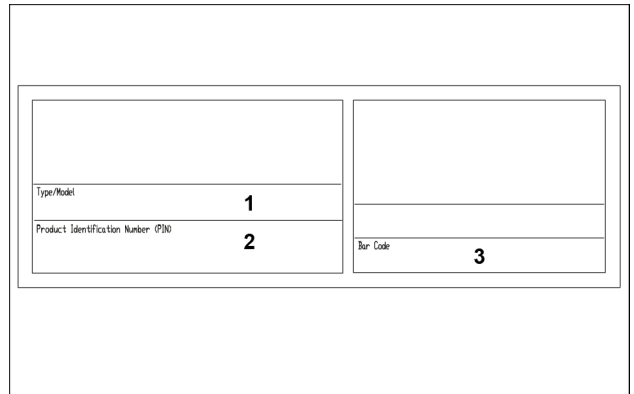 Type/Model
1
Product Identification Number (PIN)
2
Bar Code
3